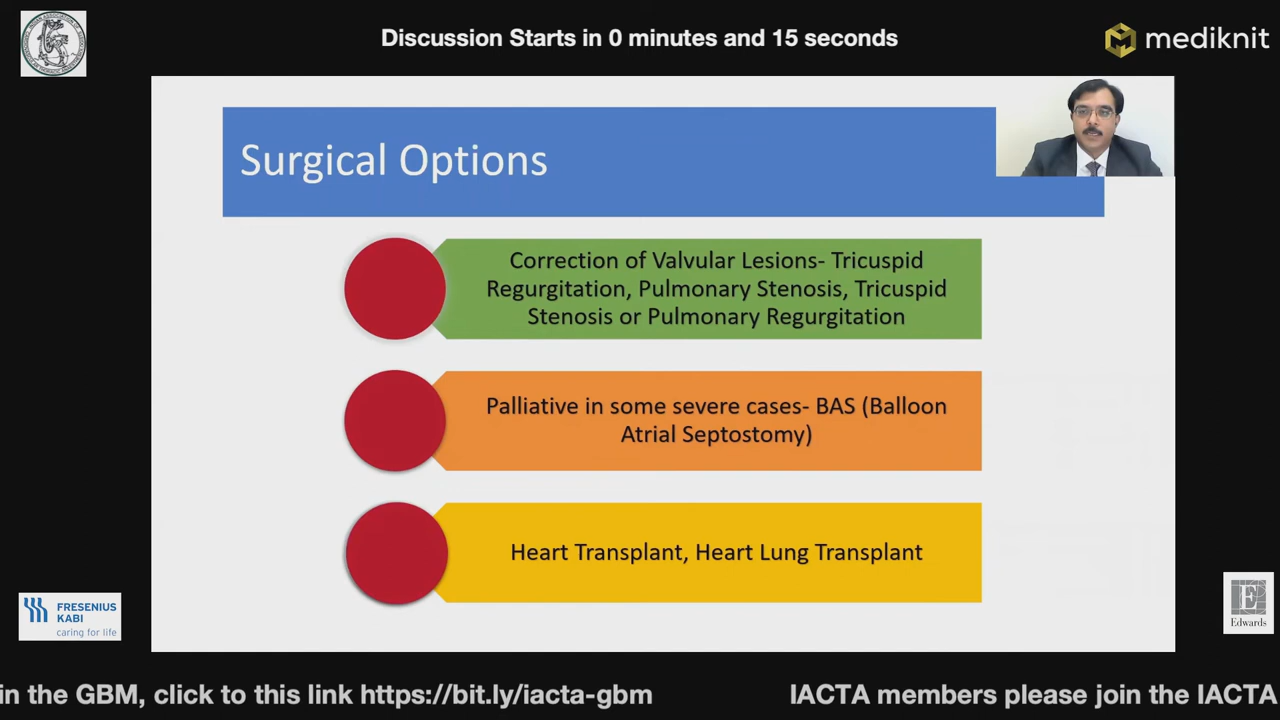 Discussion Starts in 0 minutes and 15 seconds
mediknit
Surgical Options
Correction of Valvular Lesions- Tricuspid
Regurgitation, Pulmonary Stenosis, Tricuspid
Stenosis or Pulmonary Regurgitation
Palliative in some severe cases- BAS (Balloon
Atrial Septostomy)
Heart Transplant, Heart Lung Transplant
FRESENIUS
KABI
caring for life
Edwards
in the GBM, click to this link https://bit.ly/iacta-gbm
IACTA members please join the IACTA